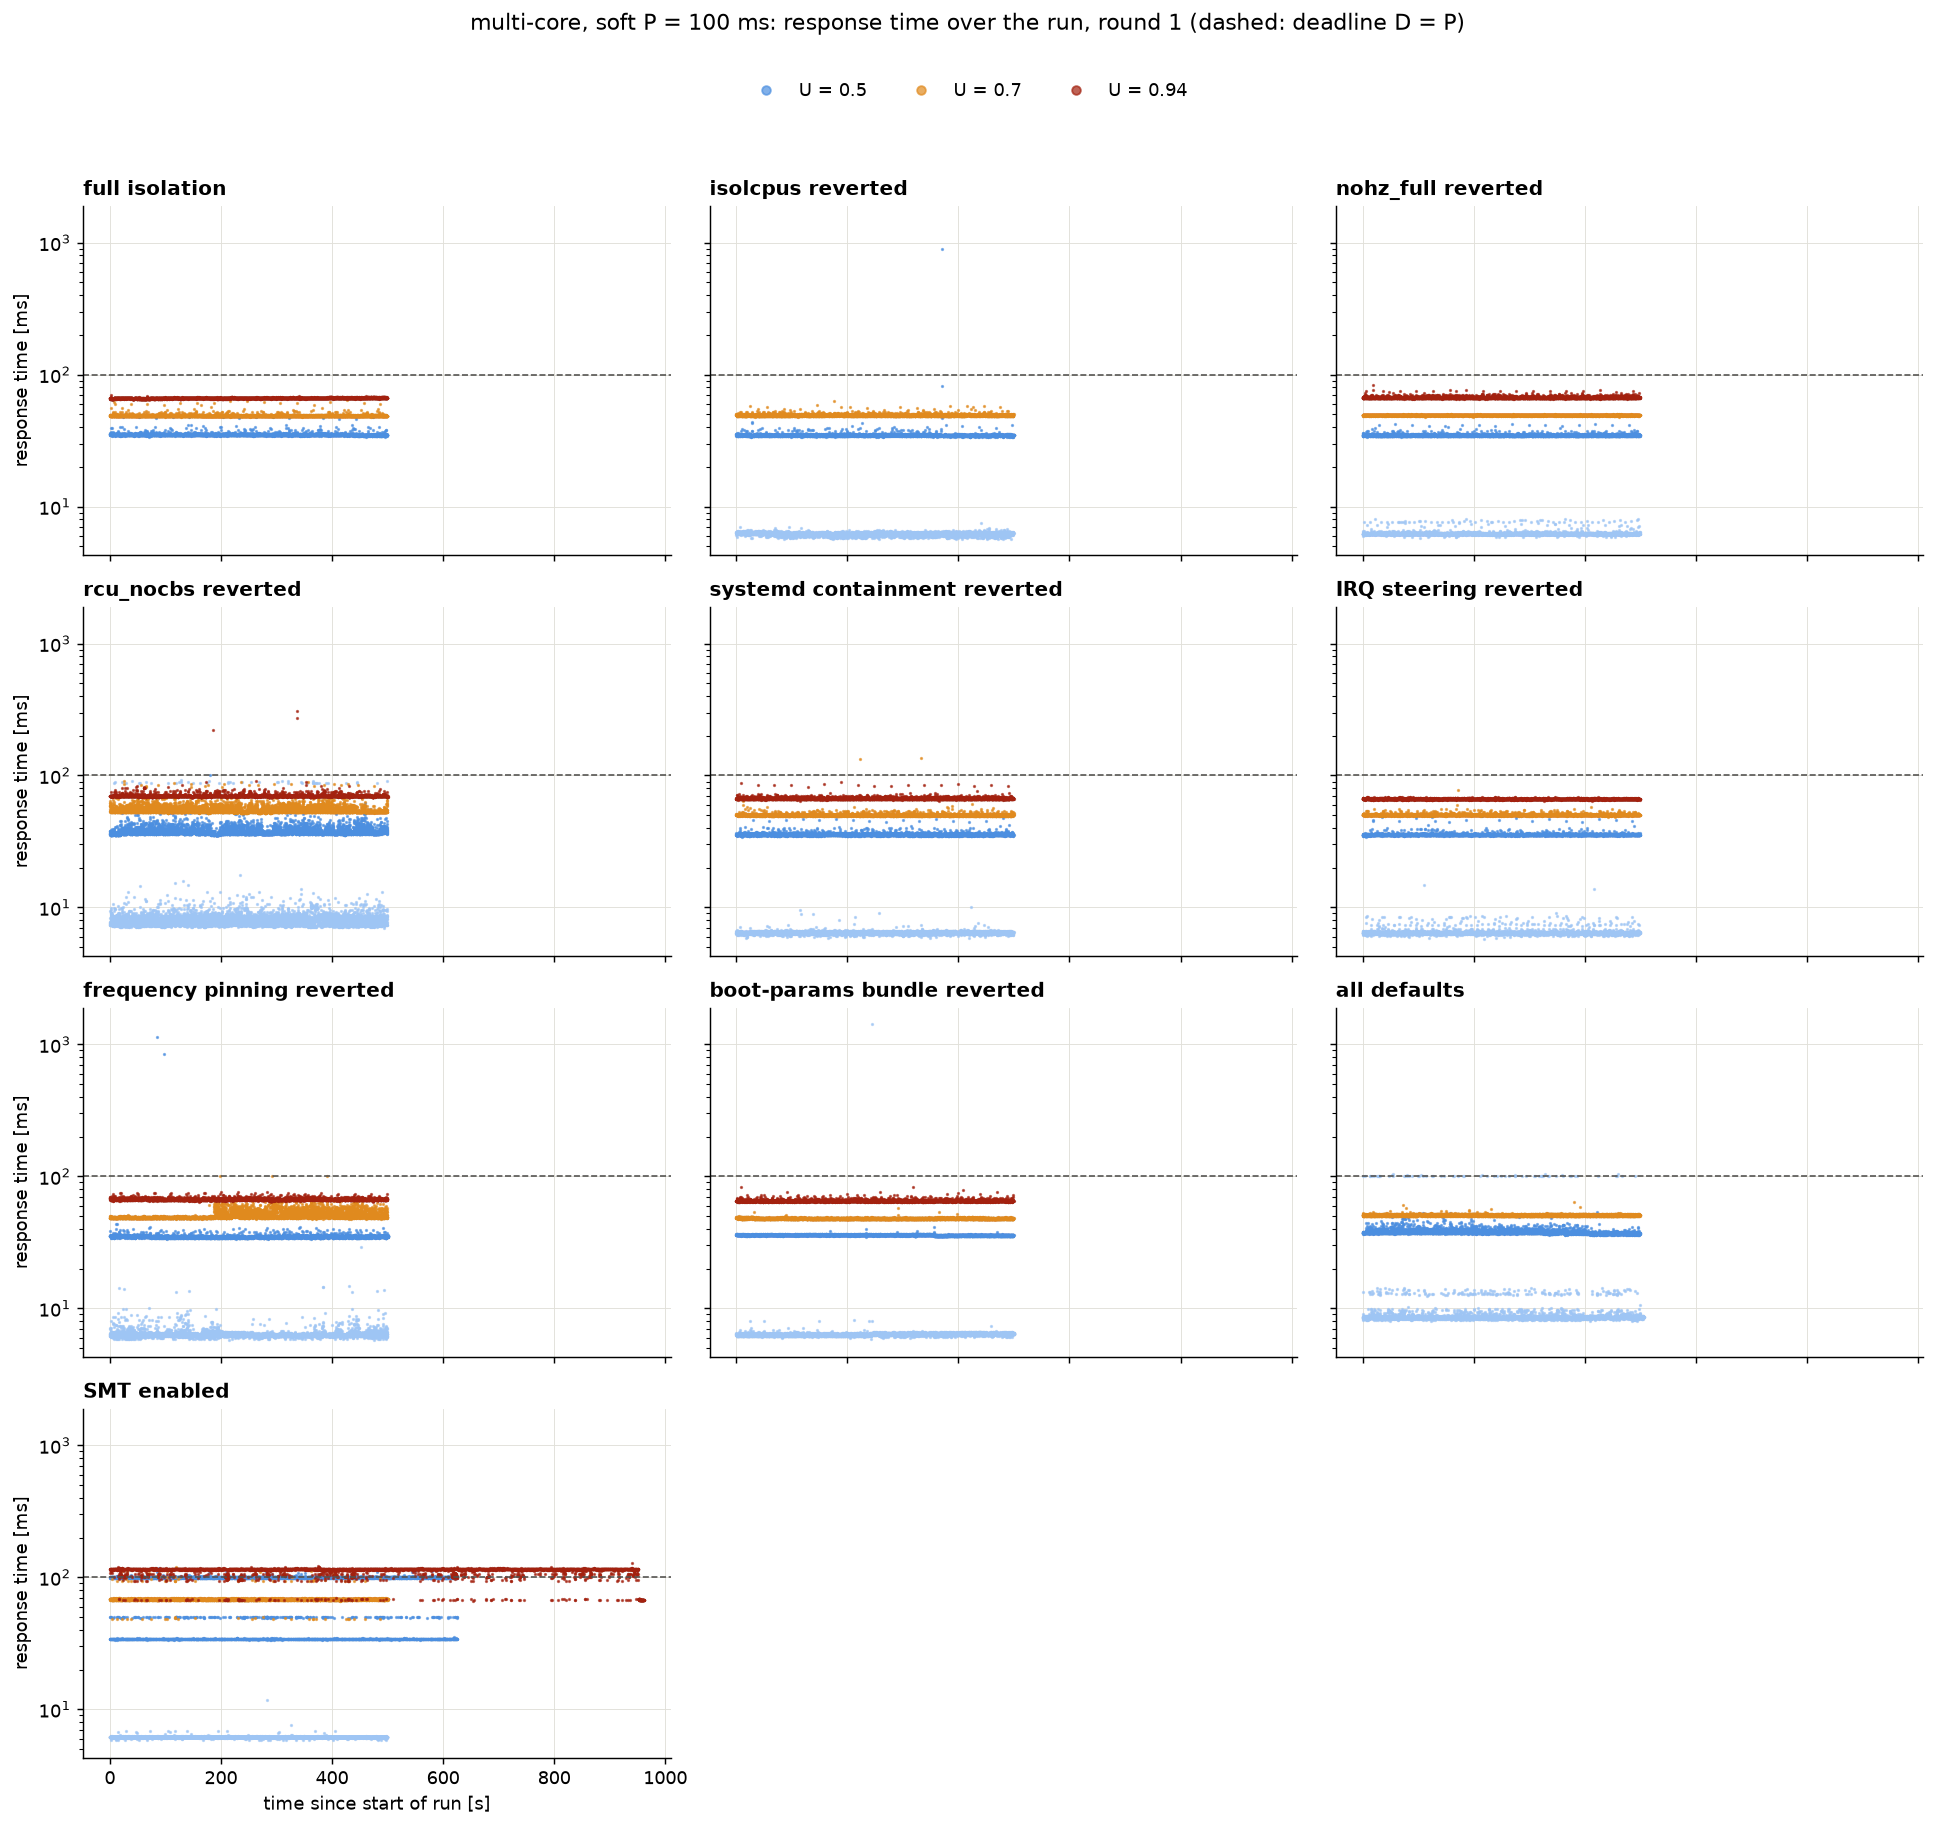 multi-core, soft P = 100 ms: response time over the run, round 1 (dashed: deadline D = P)
U = 0.5 U = 0.7 U = 0.94
full isolation
isolcpus reverted
nohz_full reverted
10³
10²
10¹
response time [ms]
rcu_nocbs reverted
systemd containment reverted
IRQ steering reverted
10³
10²
10¹
response time [ms]
frequency pinning reverted
boot-params bundle reverted
all defaults
10³
10²
10¹
response time [ms]
SMT enabled
10³
10²
10¹
response time [ms]
0 200 400 600 800 1000
time since start of run [s]